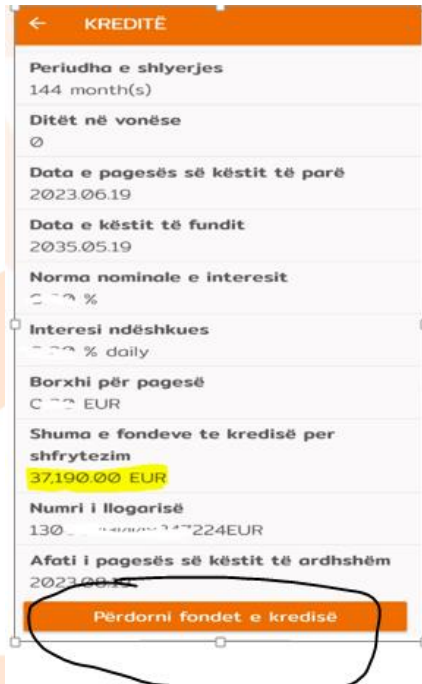 KREDITË
Periudha e shlyerjes
144 month(s)
Ditët në vonëse
0
Data e pagesës së këstit të parë
2023.06.19
Data e këstit të fundit
2035.05.19
Norma nominale e interesit
%
Interesi ndëshkues
% daily
Borxhi për pagesë
EUR
Shuma e fondeve te kredisë per
shfrytezim
37,190.00 EUR
Numri i llogarisë
Afati i pagesës së këstit të ardhshëm
Përdorni fondet e kredisë